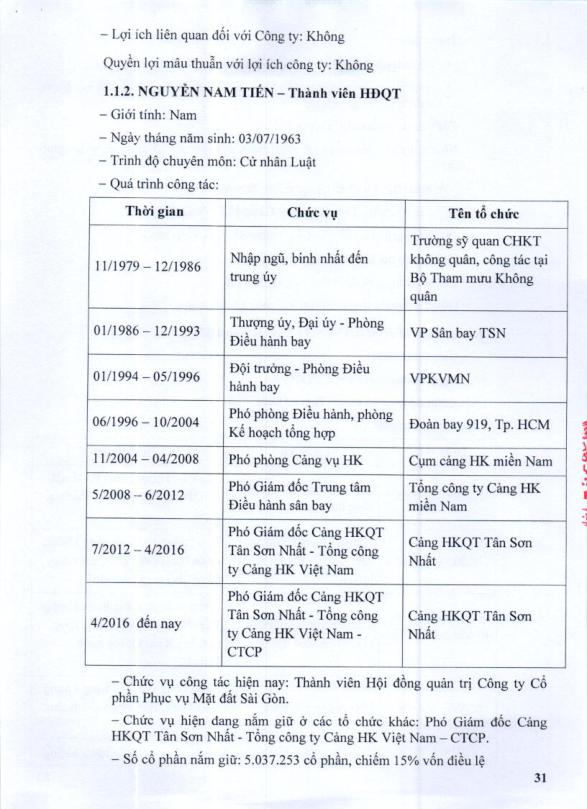 – Lợi ích liên quan đối với Công ty: Không
Quyền lợi mâu thuẫn với lợi ích công ty: Không
1.1.2. NGUYỄN NAM TIẾN – Thành viên HĐQT
– Giới tính: Nam
– Ngày tháng năm sinh: 03/07/1963
– Trình độ chuyên môn: Cử nhân Luật
– Quá trình công tác:
Thời gian Chức vụ Tên tổ chức
11/1979 – 12/1986 Nhập ngũ, binh nhất đến trung úy Trường sỹ quan CHKT không quân, công tác tại Bộ Tham mưu Không quân
01/1986 – 12/1993 Thượng úy, Đại úy - Phòng Điều hành bay VP Sân bay TSN
01/1994 – 05/1996 Đội trưởng - Phòng Điều hành bay VPKVMN
06/1996 – 10/2004 Phó phòng Điều hành, phòng Kế hoạch tổng hợp Đoàn bay 919, Tp. HCM
11/2004 – 04/2008 Phó phòng Cảng vụ HK Cụm cảng HK miền Nam
5/2008 – 6/2012 Phó Giám đốc Trung tâm Điều hành sân bay Tổng công ty Cảng HK miền Nam
7/2012 – 4/2016 Phó Giám đốc Cảng HKQT Tân Sơn Nhất - Tổng công ty Cảng HK Việt Nam Cảng HKQT Tân Sơn Nhất
4/2016 đến nay Phó Giám đốc Cảng HKQT Tân Sơn Nhất - Tổng công ty Cảng HK Việt Nam - CTCP Cảng HKQT Tân Sơn Nhất
– Chức vụ công tác hiện nay: Thành viên Hội đồng quản trị Công ty Cổ
phần Phục vụ Mặt đất Sài Gòn.
– Chức vụ hiện đang nắm giữ ở các tổ chức khác: Phó Giám đốc Cảng
HKQT Tân Sơn Nhất - Tổng công ty Cảng HK Việt Nam – CTCP.
– Số cổ phần nắm giữ: 5.037.253 cổ phần, chiếm 15% vốn điều lệ
31